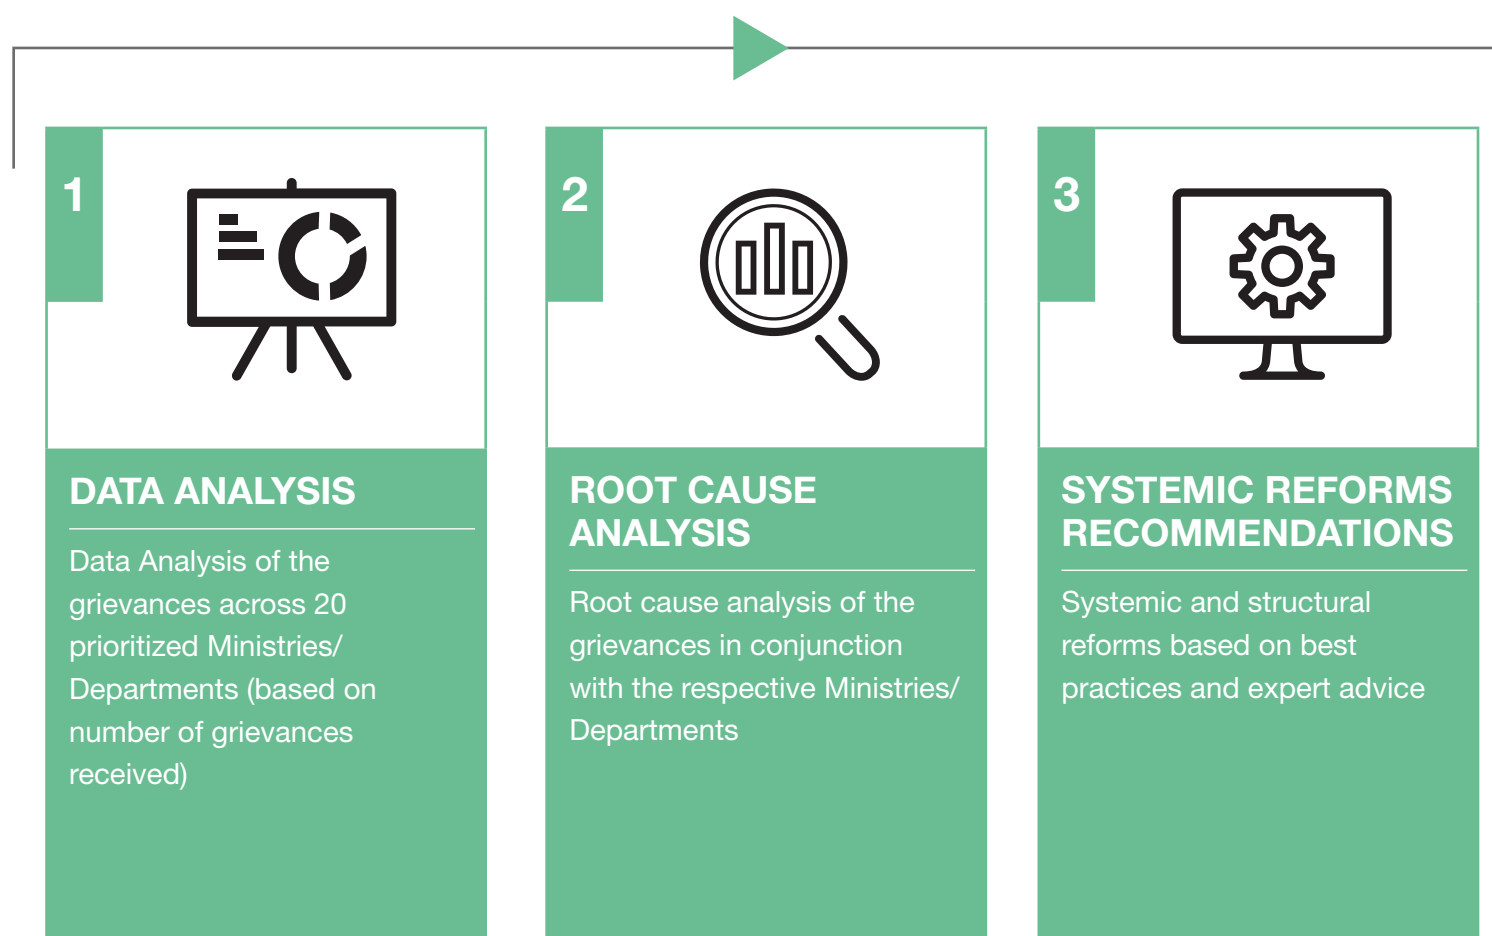 1
DATA ANALYSIS
Data Analysis of the
grievances across 20
prioritized Ministries/
Departments (based on
number of grievances
received)
2
ROOT CAUSE
ANALYSIS
Root cause analysis of the
grievances in conjunction
with the respective Ministries/
Departments
3
SYSTEMIC REFORMS
RECOMMENDATIONS
Systemic and structural
reforms based on best
practices and expert advice